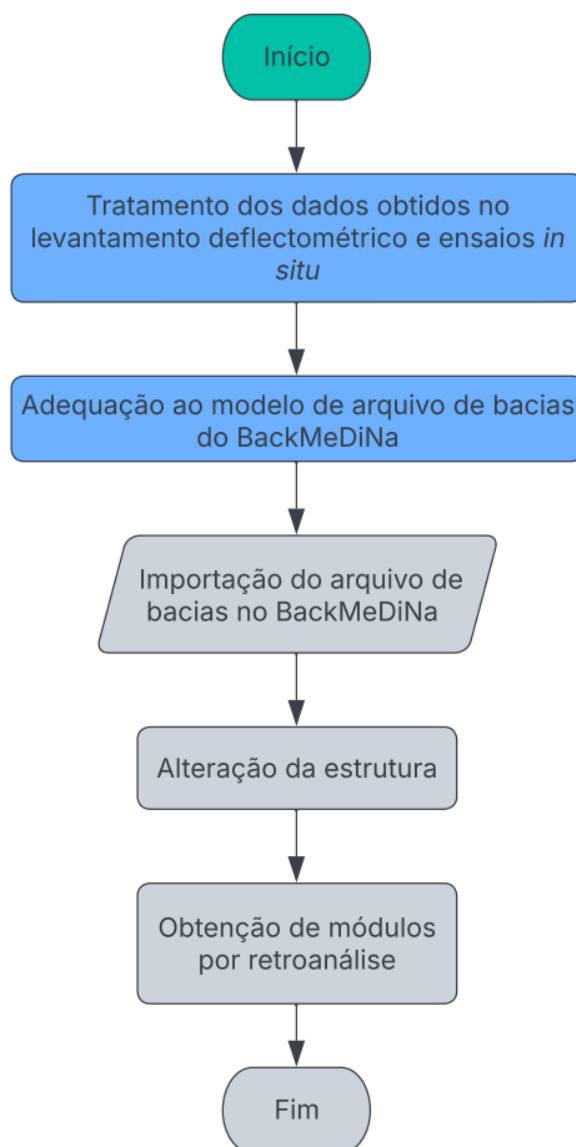 Início
Tratamento dos dados obtidos no
levantamento deflectométrico e ensaios in
situ
Adequação ao modelo de arquivo de bacias
do BackMeDiNa
Importação do arquivo de
bacias no BackMeDiNa
Alteração da estrutura
Obtenção de módulos
por retroanálise
Fim